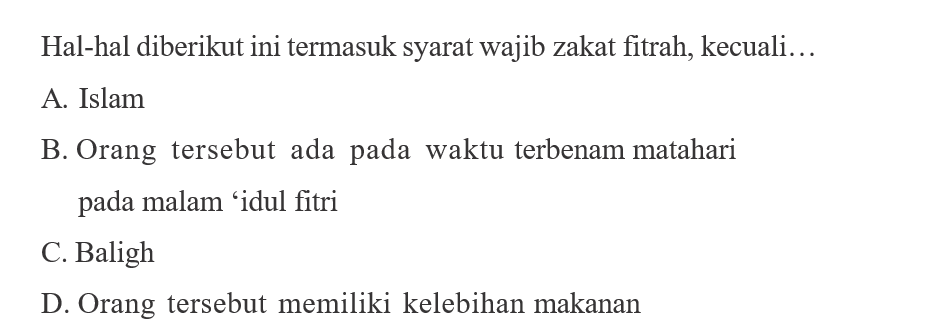 Hal-hal diberikut ini termasuk syarat wajib zakat fitrah, kecuali…
A. Islam
B. Orang tersebut ada pada waktu terbenam matahari
pada malam ‘idul fitri
C. Baligh
D. Orang tersebut memiliki kelebihan makanan